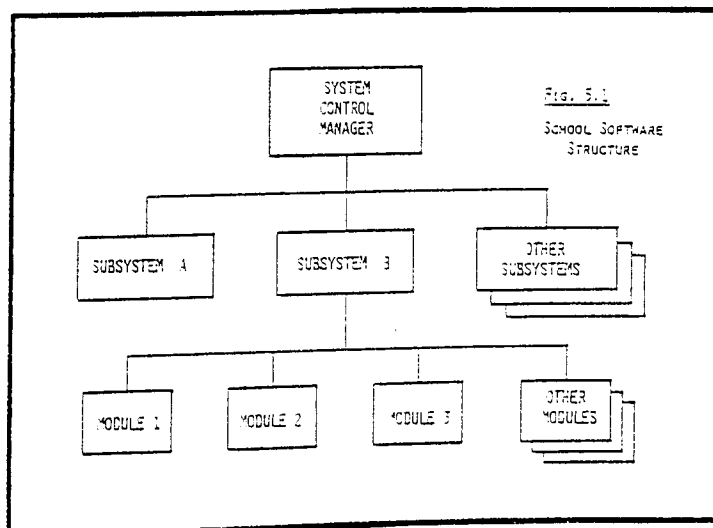 SYSTEM
CONTROL
MANAGER
FIG. 5.1
SCHOOL SOFTWARE
STRUCTURE
SUBSYSTEM A
SUBSYSTEM B
OTHER
SUBSYSTEMS
MODULE 1
MODULE 2
MODULE 3
OTHER
MODULES